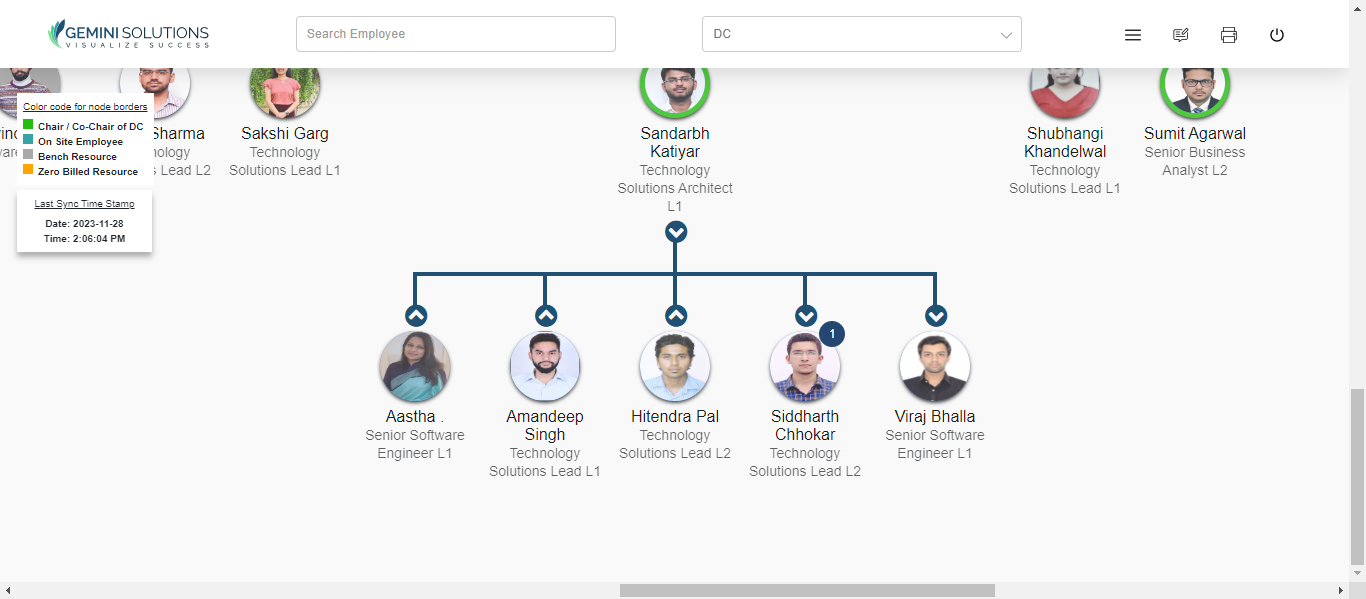 GEMINI SOLUTIONS
VISUALIZE SUCCESS
Search Employee
DC
Color code for node borders
Chair / Co-Chair of DC
On Site Employee
Bench Resource
Zero Billed Resource
Last Sync Time Stamp
Date: 2023-11-28
Time: 2:06:04 PM
Sharma
Lead L2
Sakshi Garg
Technology
Solutions Lead L1
Sandarbh
Katiyar
Technology
Solutions Architect
L1
Shubhangi
Khandelwal
Technology
Solutions Lead L1
Sumit Agarwal
Senior Business
Analyst L2
1
Aastha .
Senior Software
Engineer L1
Amandeep
Singh
Technology
Solutions Lead L1
Hitendra Pal
Technology
Solutions Lead L2
Siddharth
Chhokar
Technology
Solutions Lead L2
Viraj Bhalla
Senior Software
Engineer L1